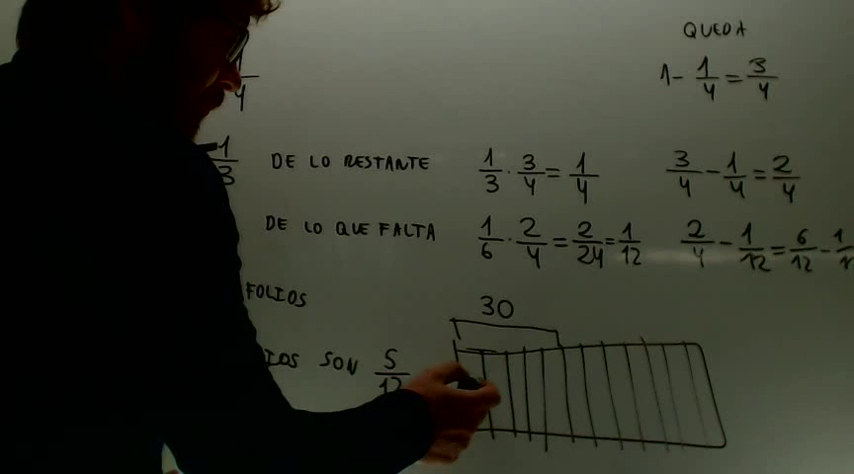 QUEDA
1/4 1 - 1/4 = 3/4
1/3 DE LO RESTANTE 1/3 · 3/4 = 1/4 3/4 - 1/4 = 2/4
DE LO QUE FALTA 1/6 · 2/4 = 2/24 = 1/12 2/4 - 1/12 = 6/12 -
FOLIOS
30
SON 5/12